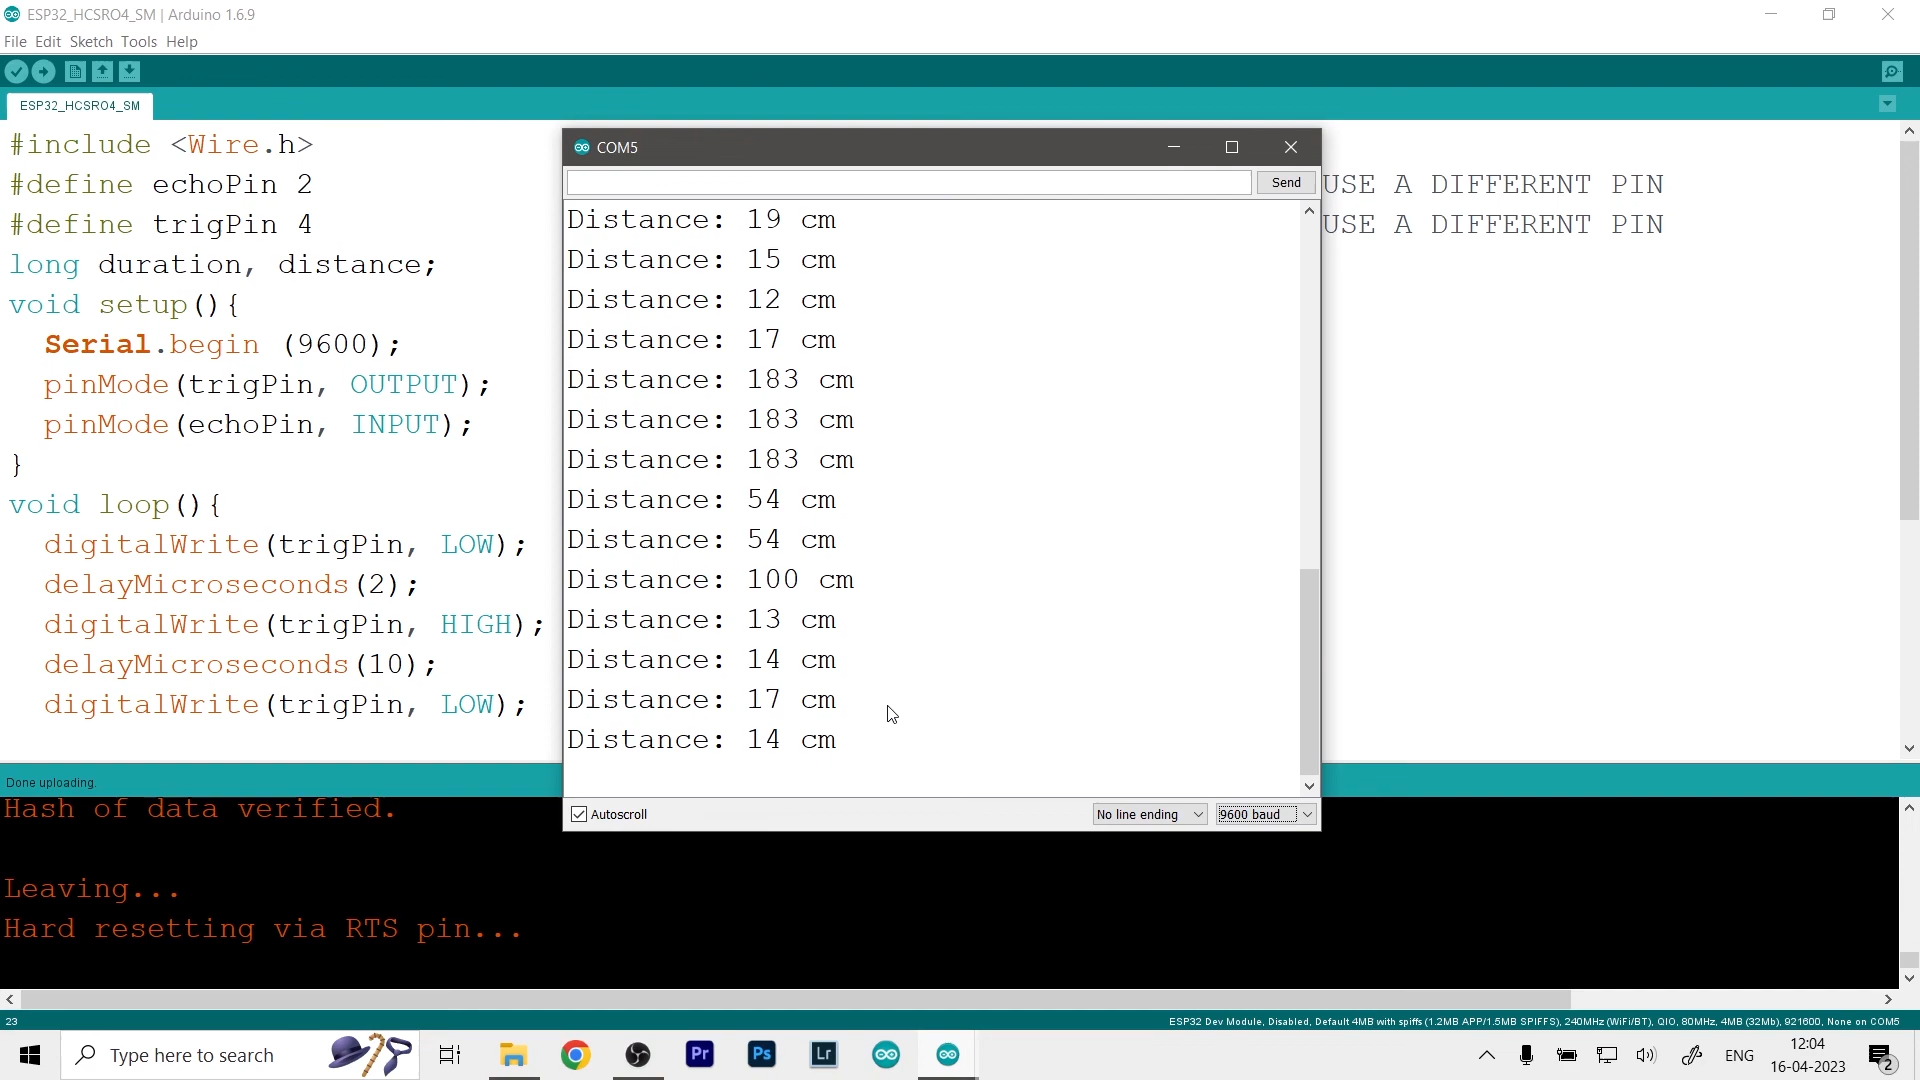 ESP32_HCSR04_SM | Arduino 1.6.9
File Edit Sketch Tools Help
ESP32_HCSR04_SM
#include <Wire.h>
#define echoPin 2
USE A DIFFERENT PIN
#define trigPin 4
USE A DIFFERENT PIN
long duration, distance;
void setup(){
Serial.begin (9600);
pinMode(trigPin, OUTPUT);
pinMode(echoPin, INPUT);
}
void loop(){
digitalWrite(trigPin, LOW);
delayMicroseconds(2);
digitalWrite(trigPin, HIGH);
delayMicroseconds(10);
digitalWrite(trigPin, LOW);
COM5
Send
Distance: 19 cm
Distance: 15 cm
Distance: 12 cm
Distance: 17 cm
Distance: 183 cm
Distance: 183 cm
Distance: 183 cm
Distance: 54 cm
Distance: 54 cm
Distance: 100 cm
Distance: 13 cm
Distance: 14 cm
Distance: 17 cm
Distance: 14 cm
Autoscroll
No line ending
9600 baud
Done uploading.
Hash of data verified.
Leaving...
Hard resetting via RTS pin...
23
ESP32 Dev Module, Disabled, Default 4MB with spiffs (1.2MB APP/1.5MB SPIFFS), 240MHz (WiFi/BT), QIO, 80MHz, 4MB (32Mb), 921600, None on COM5
Type here to search
Pr
Ps
Lr
ENG
12:04
16-04-2023
2